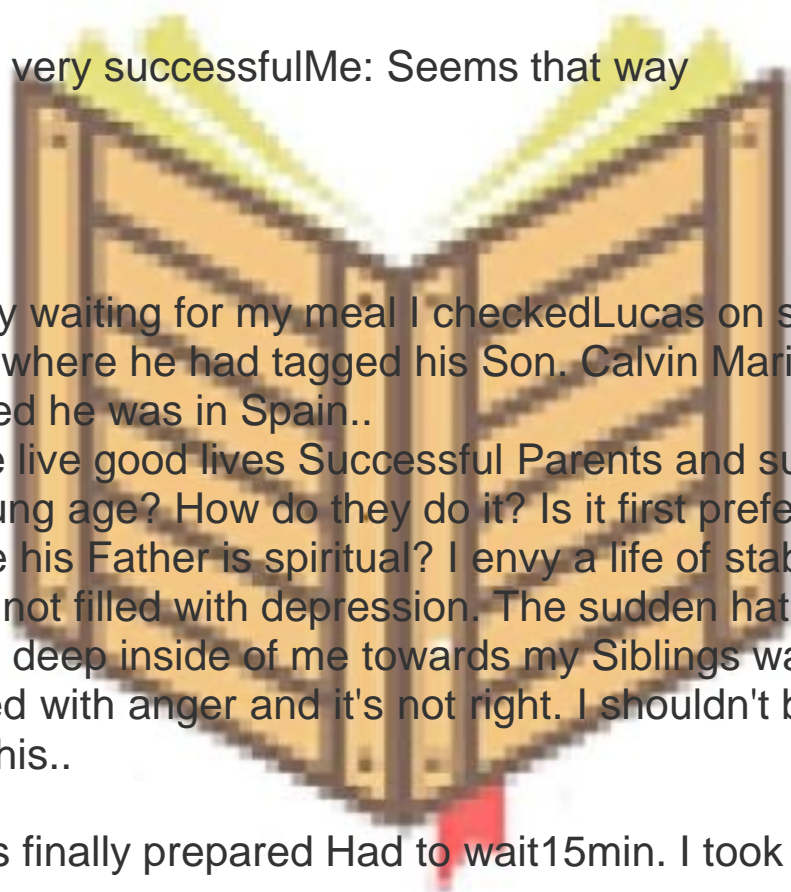 very successfulMe: Seems that way
y waiting for my meal I checkedLucas on s
where he had tagged his Son. Calvin Mari
ed he was in Spain..
e live good lives Successful Parents and su
ung age? How do they do it? Is it first prefe
e his Father is spiritual? I envy a life of stab
not filled with depression. The sudden hat
deep inside of me towards my Siblings wa
ed with anger and it's not right. I shouldn't b
his..
s finally prepared Had to wait15min. I took